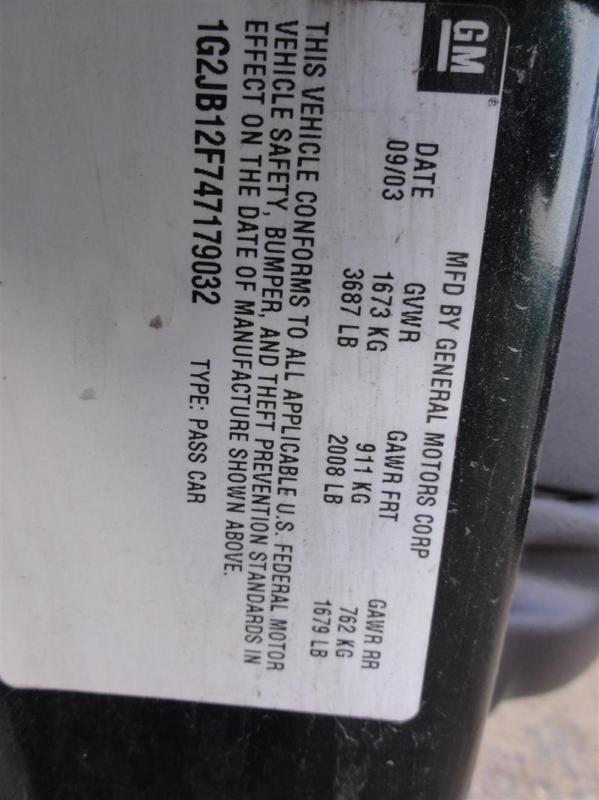 GM
®
MFD BY GENERAL MOTORS CORP
DATE GVWR GAWR FRT GAWR RR
09/03 1673 KG 911 KG 762 KG
3687 LB 2008 LB 1679 LB
THIS VEHICLE CONFORMS TO ALL APPLICABLE U.S. FEDERAL MOTOR
VEHICLE SAFETY, BUMPER, AND THEFT PREVENTION STANDARDS IN
EFFECT ON THE DATE OF MANUFACTURE SHOWN ABOVE.
1G2JB12F747179032 TYPE: PASS CAR